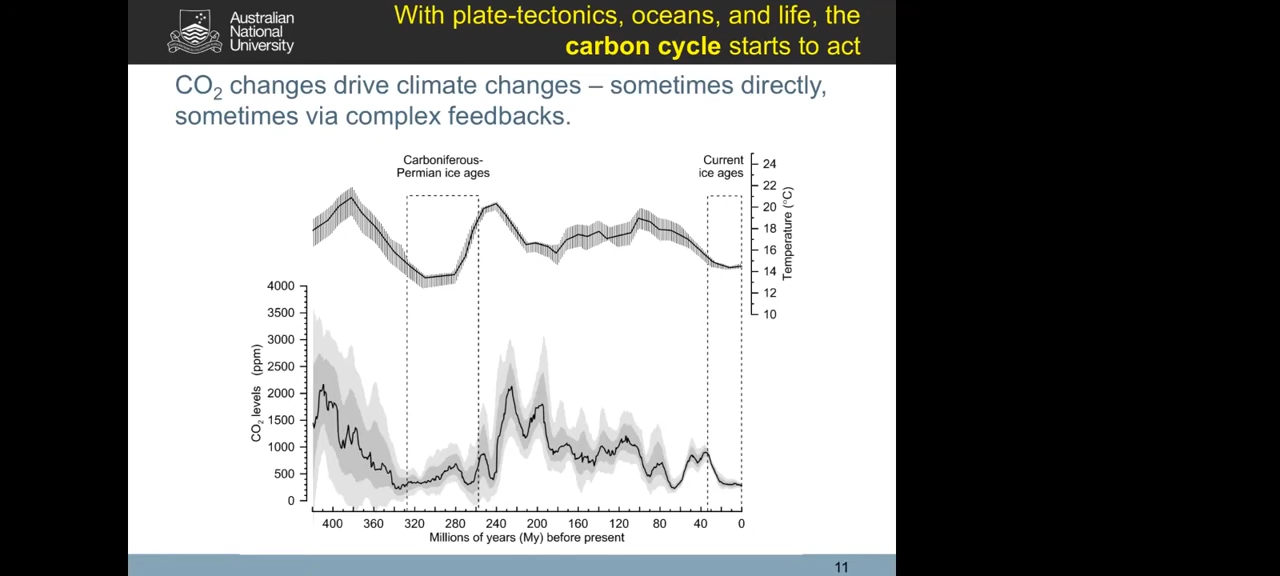 Australian
National
University
With plate-tectonics, oceans, and life, the
carbon cycle starts to act
CO₂ changes drive climate changes – sometimes directly,
sometimes via complex feedbacks.
Carboniferous-
Permian ice ages
Current
ice ages
24
22
20
18
16
14
12
10
Temperature (°C)
4000
3500
3000
2500
2000
1500
1000
500
0
CO₂ levels (ppm)
400 360 320 280 240 200 160 120 80 40 0
Millions of years (My) before present
11